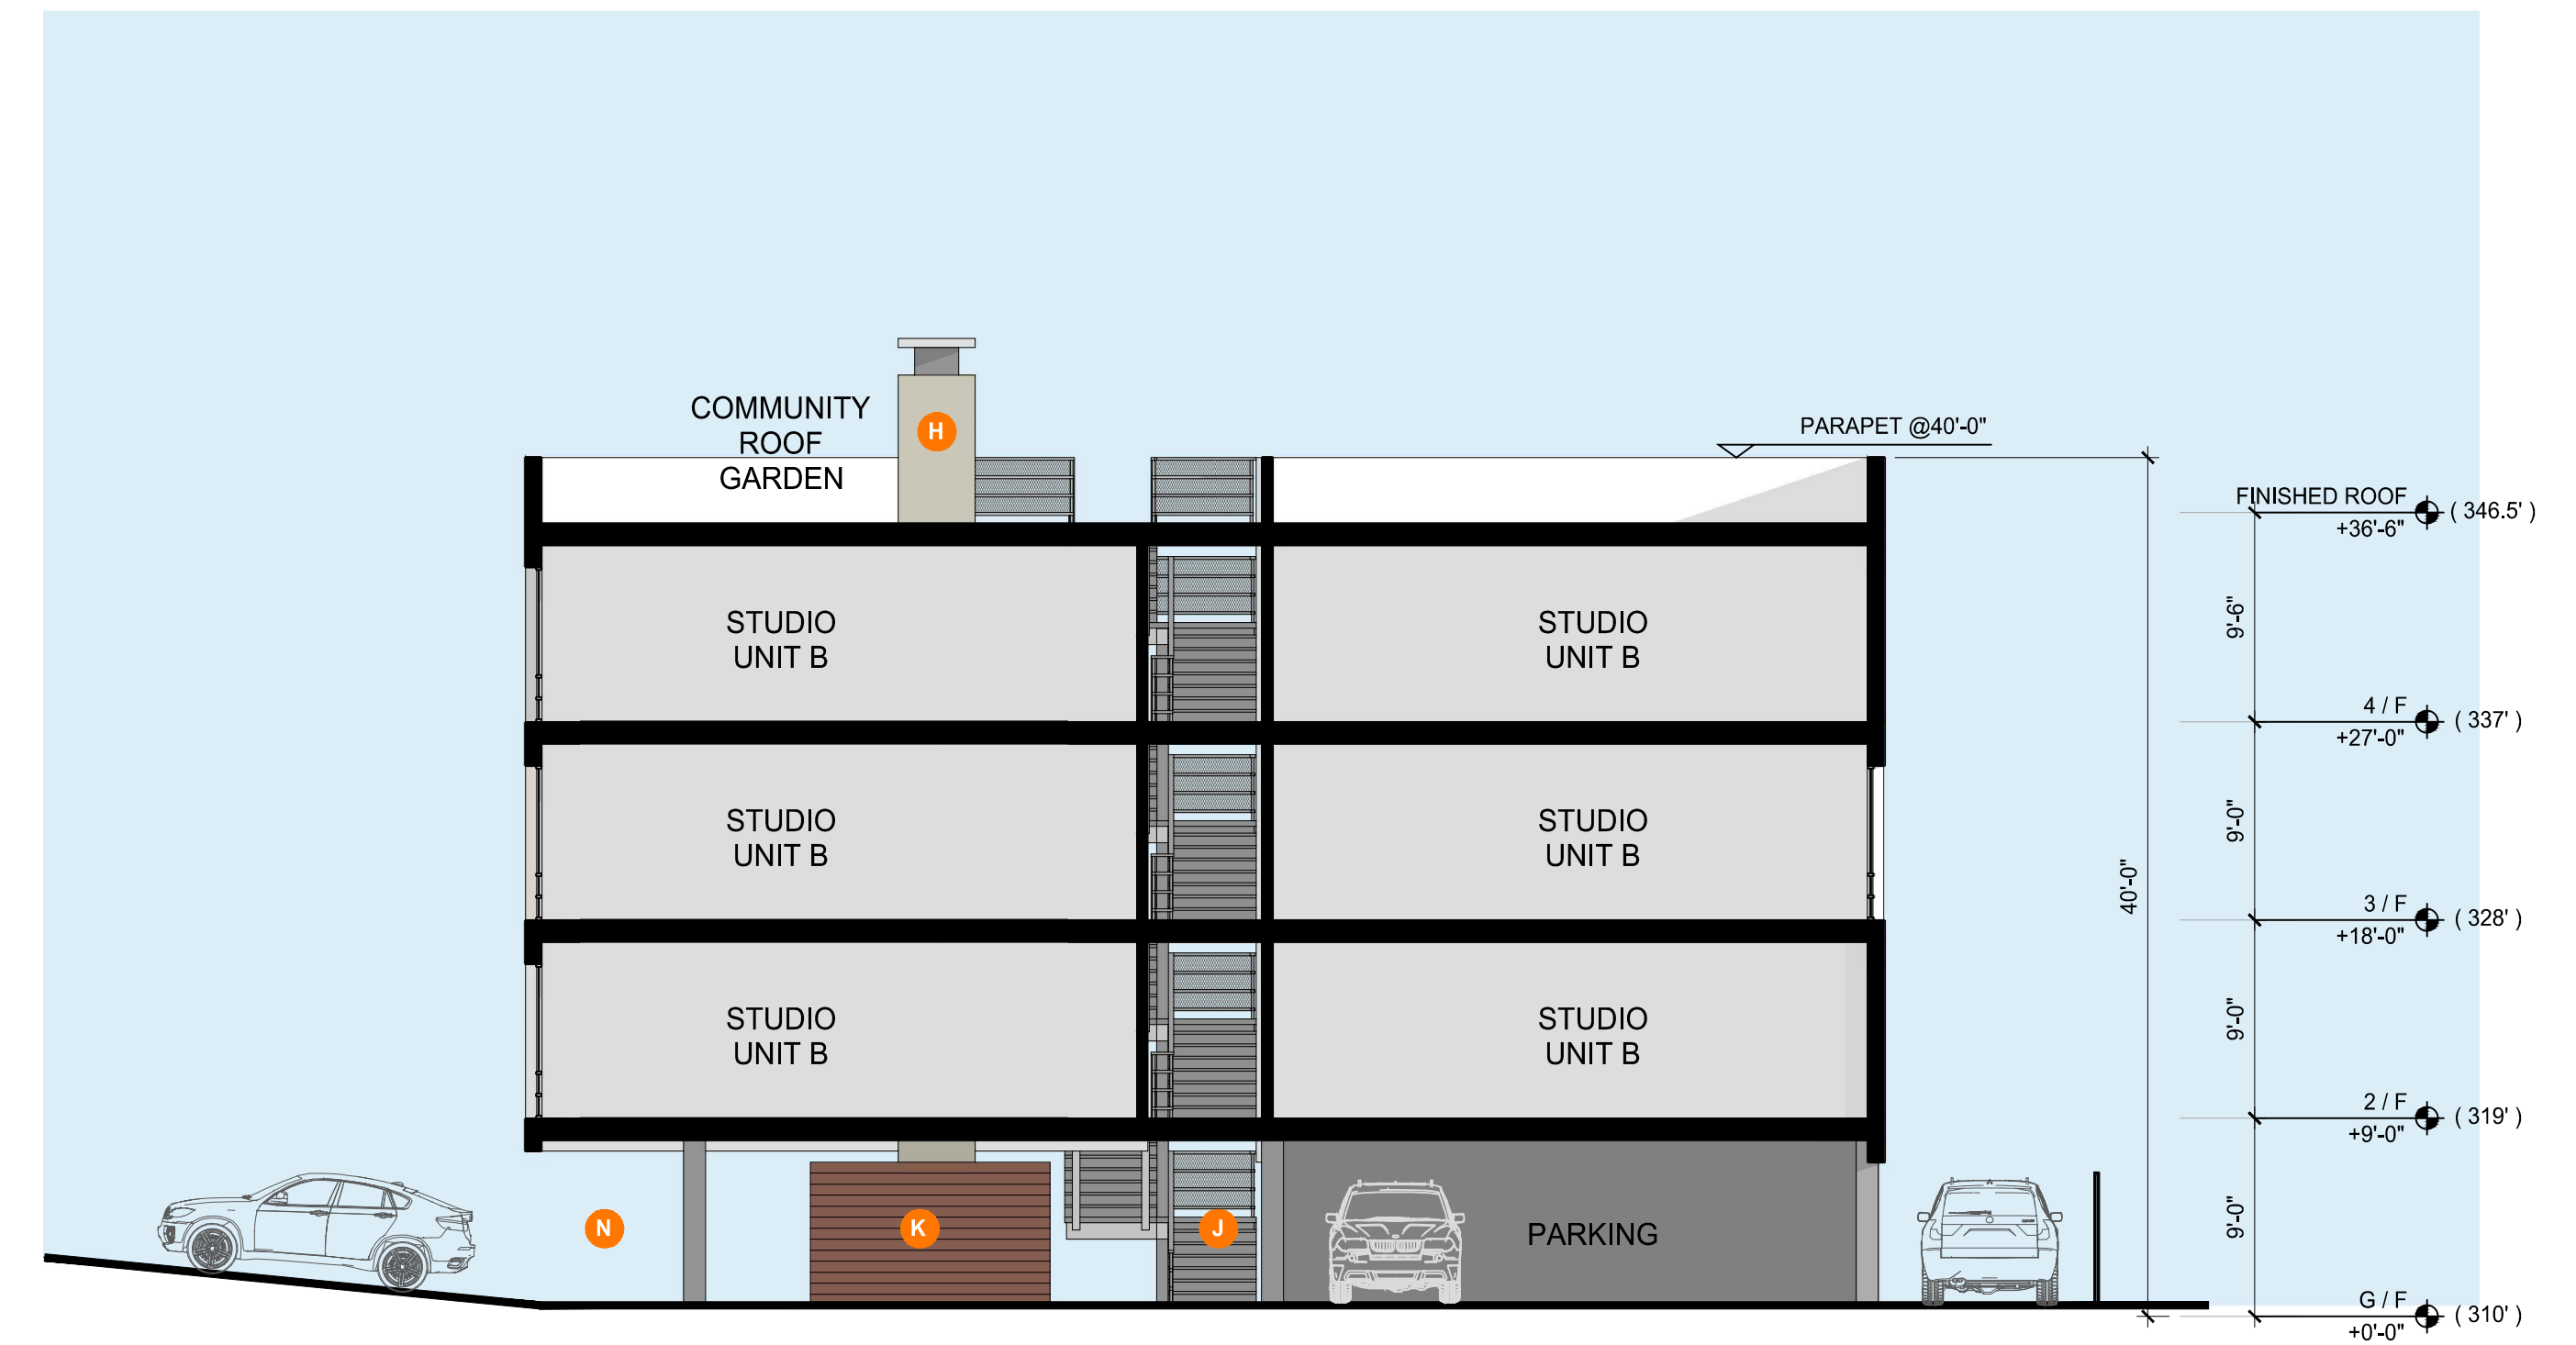 COMMUNITY
ROOF
GARDEN
H
PARAPET @40'-0"
FINISHED ROOF
+36'-6"
( 346.5' )
STUDIO
UNIT B
STUDIO
UNIT B
9'-6"
4 / F
+27'-0"
( 337' )
STUDIO
UNIT B
STUDIO
UNIT B
9'-0"
40'-0"
3 / F
+18'-0"
( 328' )
STUDIO
UNIT B
STUDIO
UNIT B
9'-0"
2 / F
+9'-0"
( 319' )
N
K
J
PARKING
9'-0"
G / F
+0'-0"
( 310' )